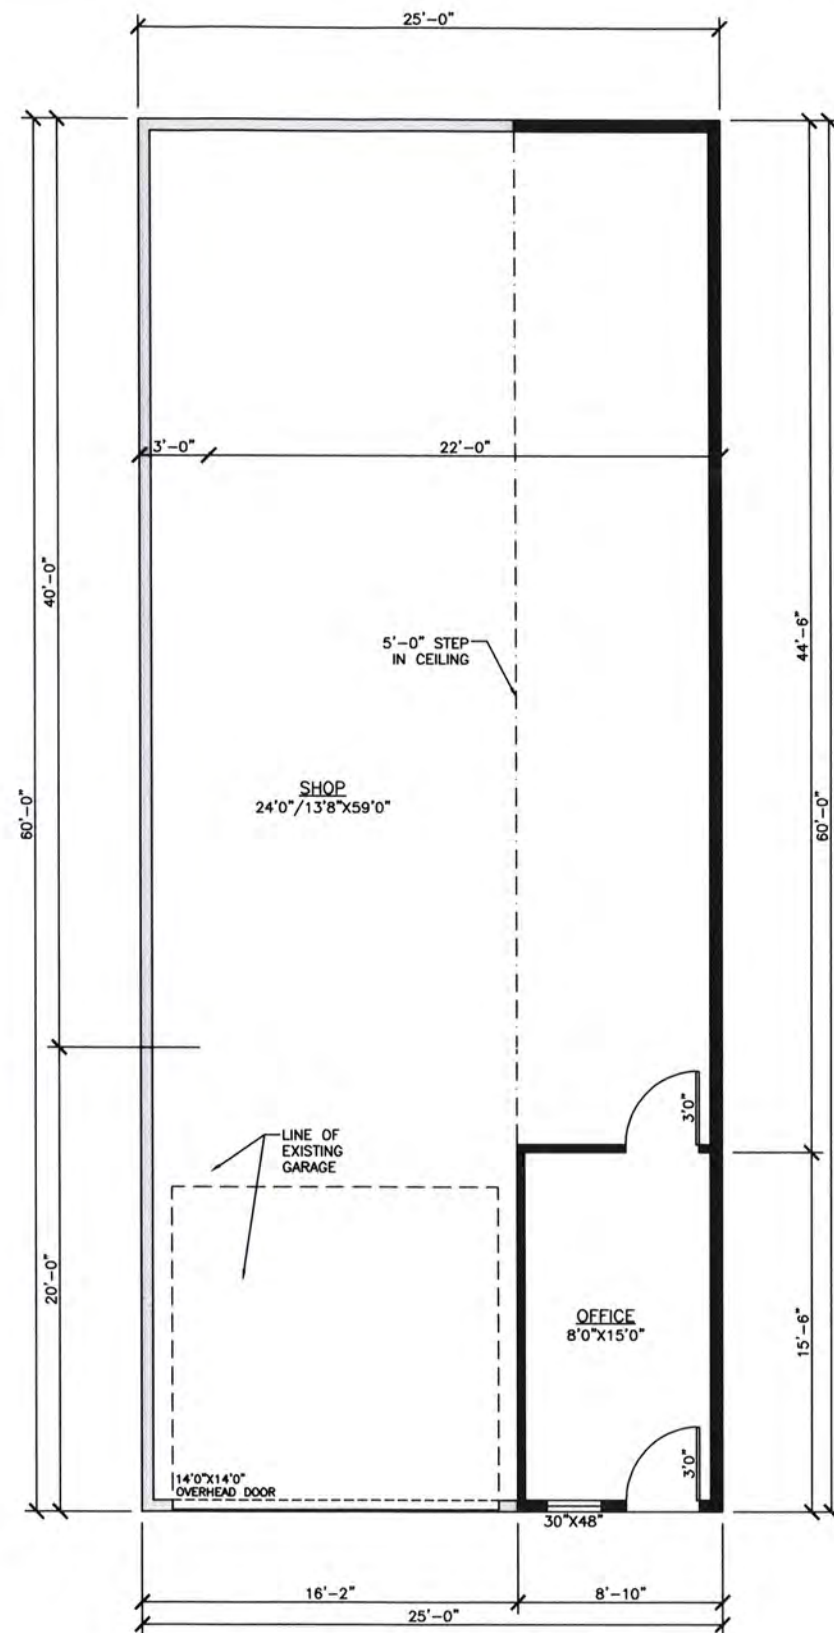 25'-0"
3'-0"
22'-0"
40'-0"
44'-6"
5'-0" STEP
IN CEILING
SHOP
24'0"/13'8"X59'0"
60'-0"
60'-0"
3'0"
LINE OF
EXISTING
GARAGE
20'-0"
OFFICE
8'0"X15'0"
15'-6"
3'0"
14'0"X14'0"
OVERHEAD DOOR
30"X48"
16'-2"
8'-10"
25'-0"